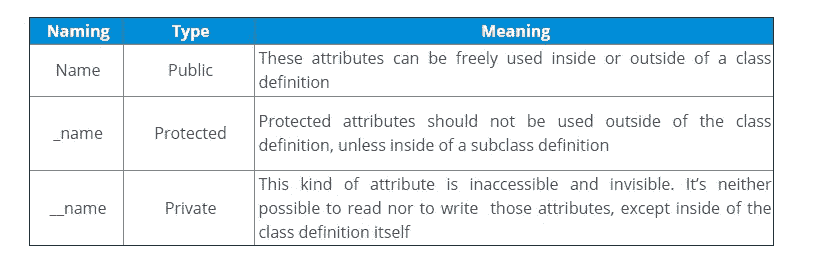 Naming Type Meaning
Name Public These attributes can be freely used inside or outside of a class
definition
_name Protected Protected attributes should not be used outside of the class
definition, unless inside of a subclass definition
__name Private This kind of attribute is inaccessible and invisible. It’s neither
possible to read nor to write those attributes, except inside of the
class definition itself